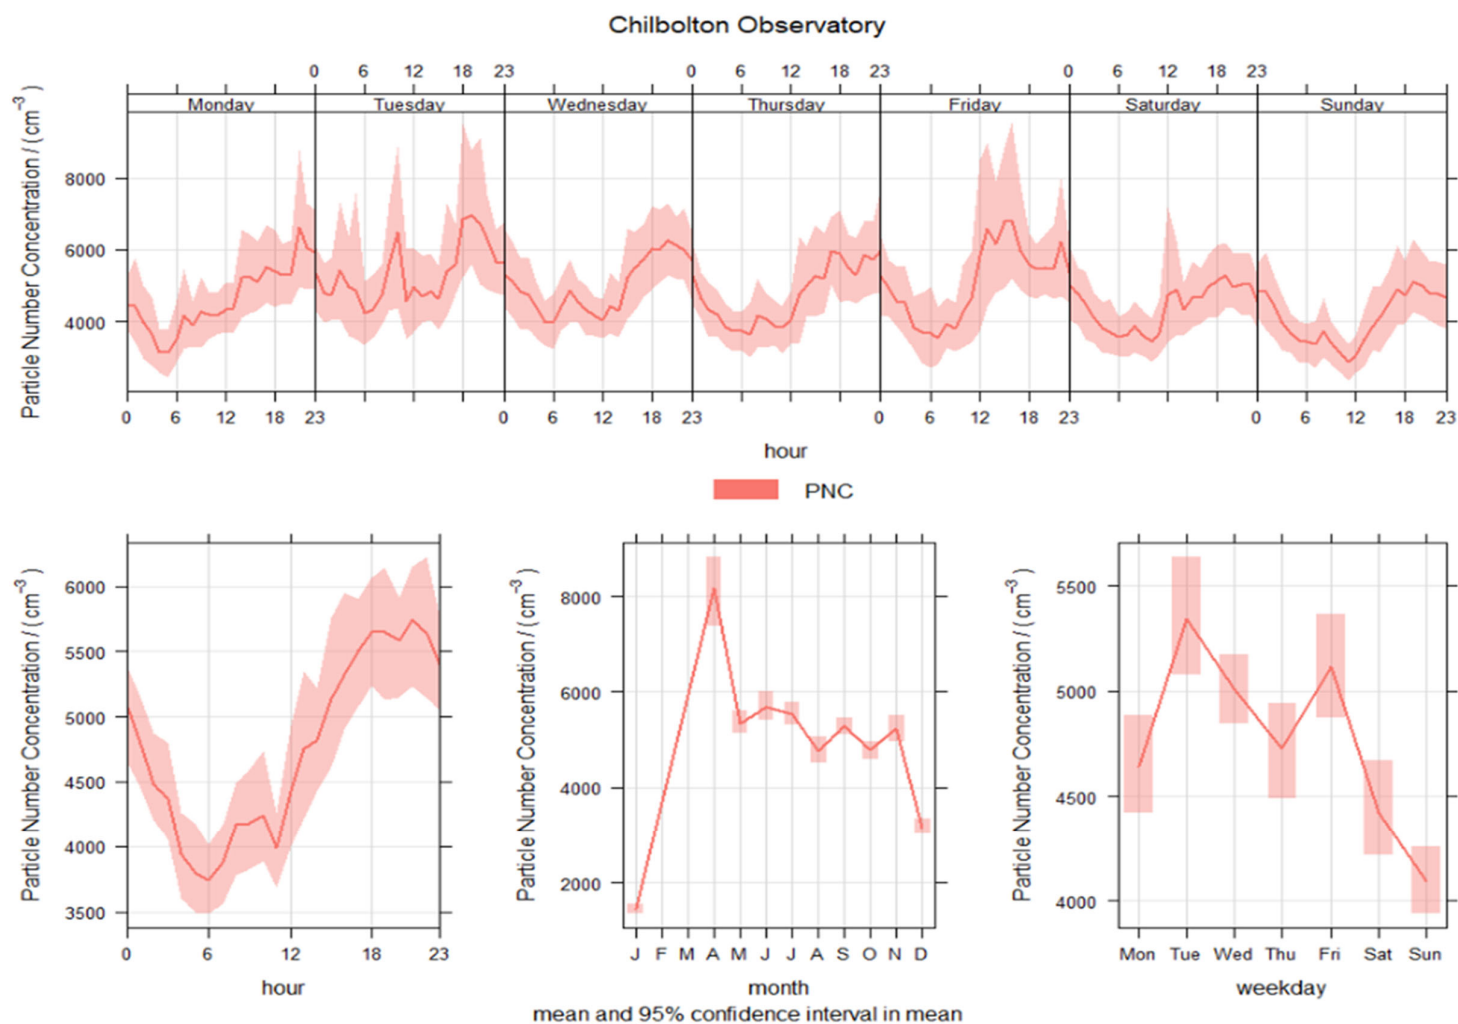 Chilbolton Observatory
0 6 12 18 23 0 6 12 18 23 0 6 12 18 23
Monday Tuesday Wednesday Thursday Friday Saturday Sunday
Particle Number Concentration / (cm⁻³ )
8000
6000
4000
0 6 12 18 23 0 6 12 18 23 0 6 12 18 23 0 6 12 18 23
hour
PNC
Particle Number Concentration / (cm⁻³ )
6000
5500
5000
4500
4000
3500
0 6 12 18 23
hour
Particle Number Concentration / (cm⁻³ )
8000
6000
4000
2000
J F M A M J J A S O N D
month
Particle Number Concentration / (cm⁻³ )
5500
5000
4500
4000
Mon Tue Wed Thu Fri Sat Sun
weekday
mean and 95% confidence interval in mean